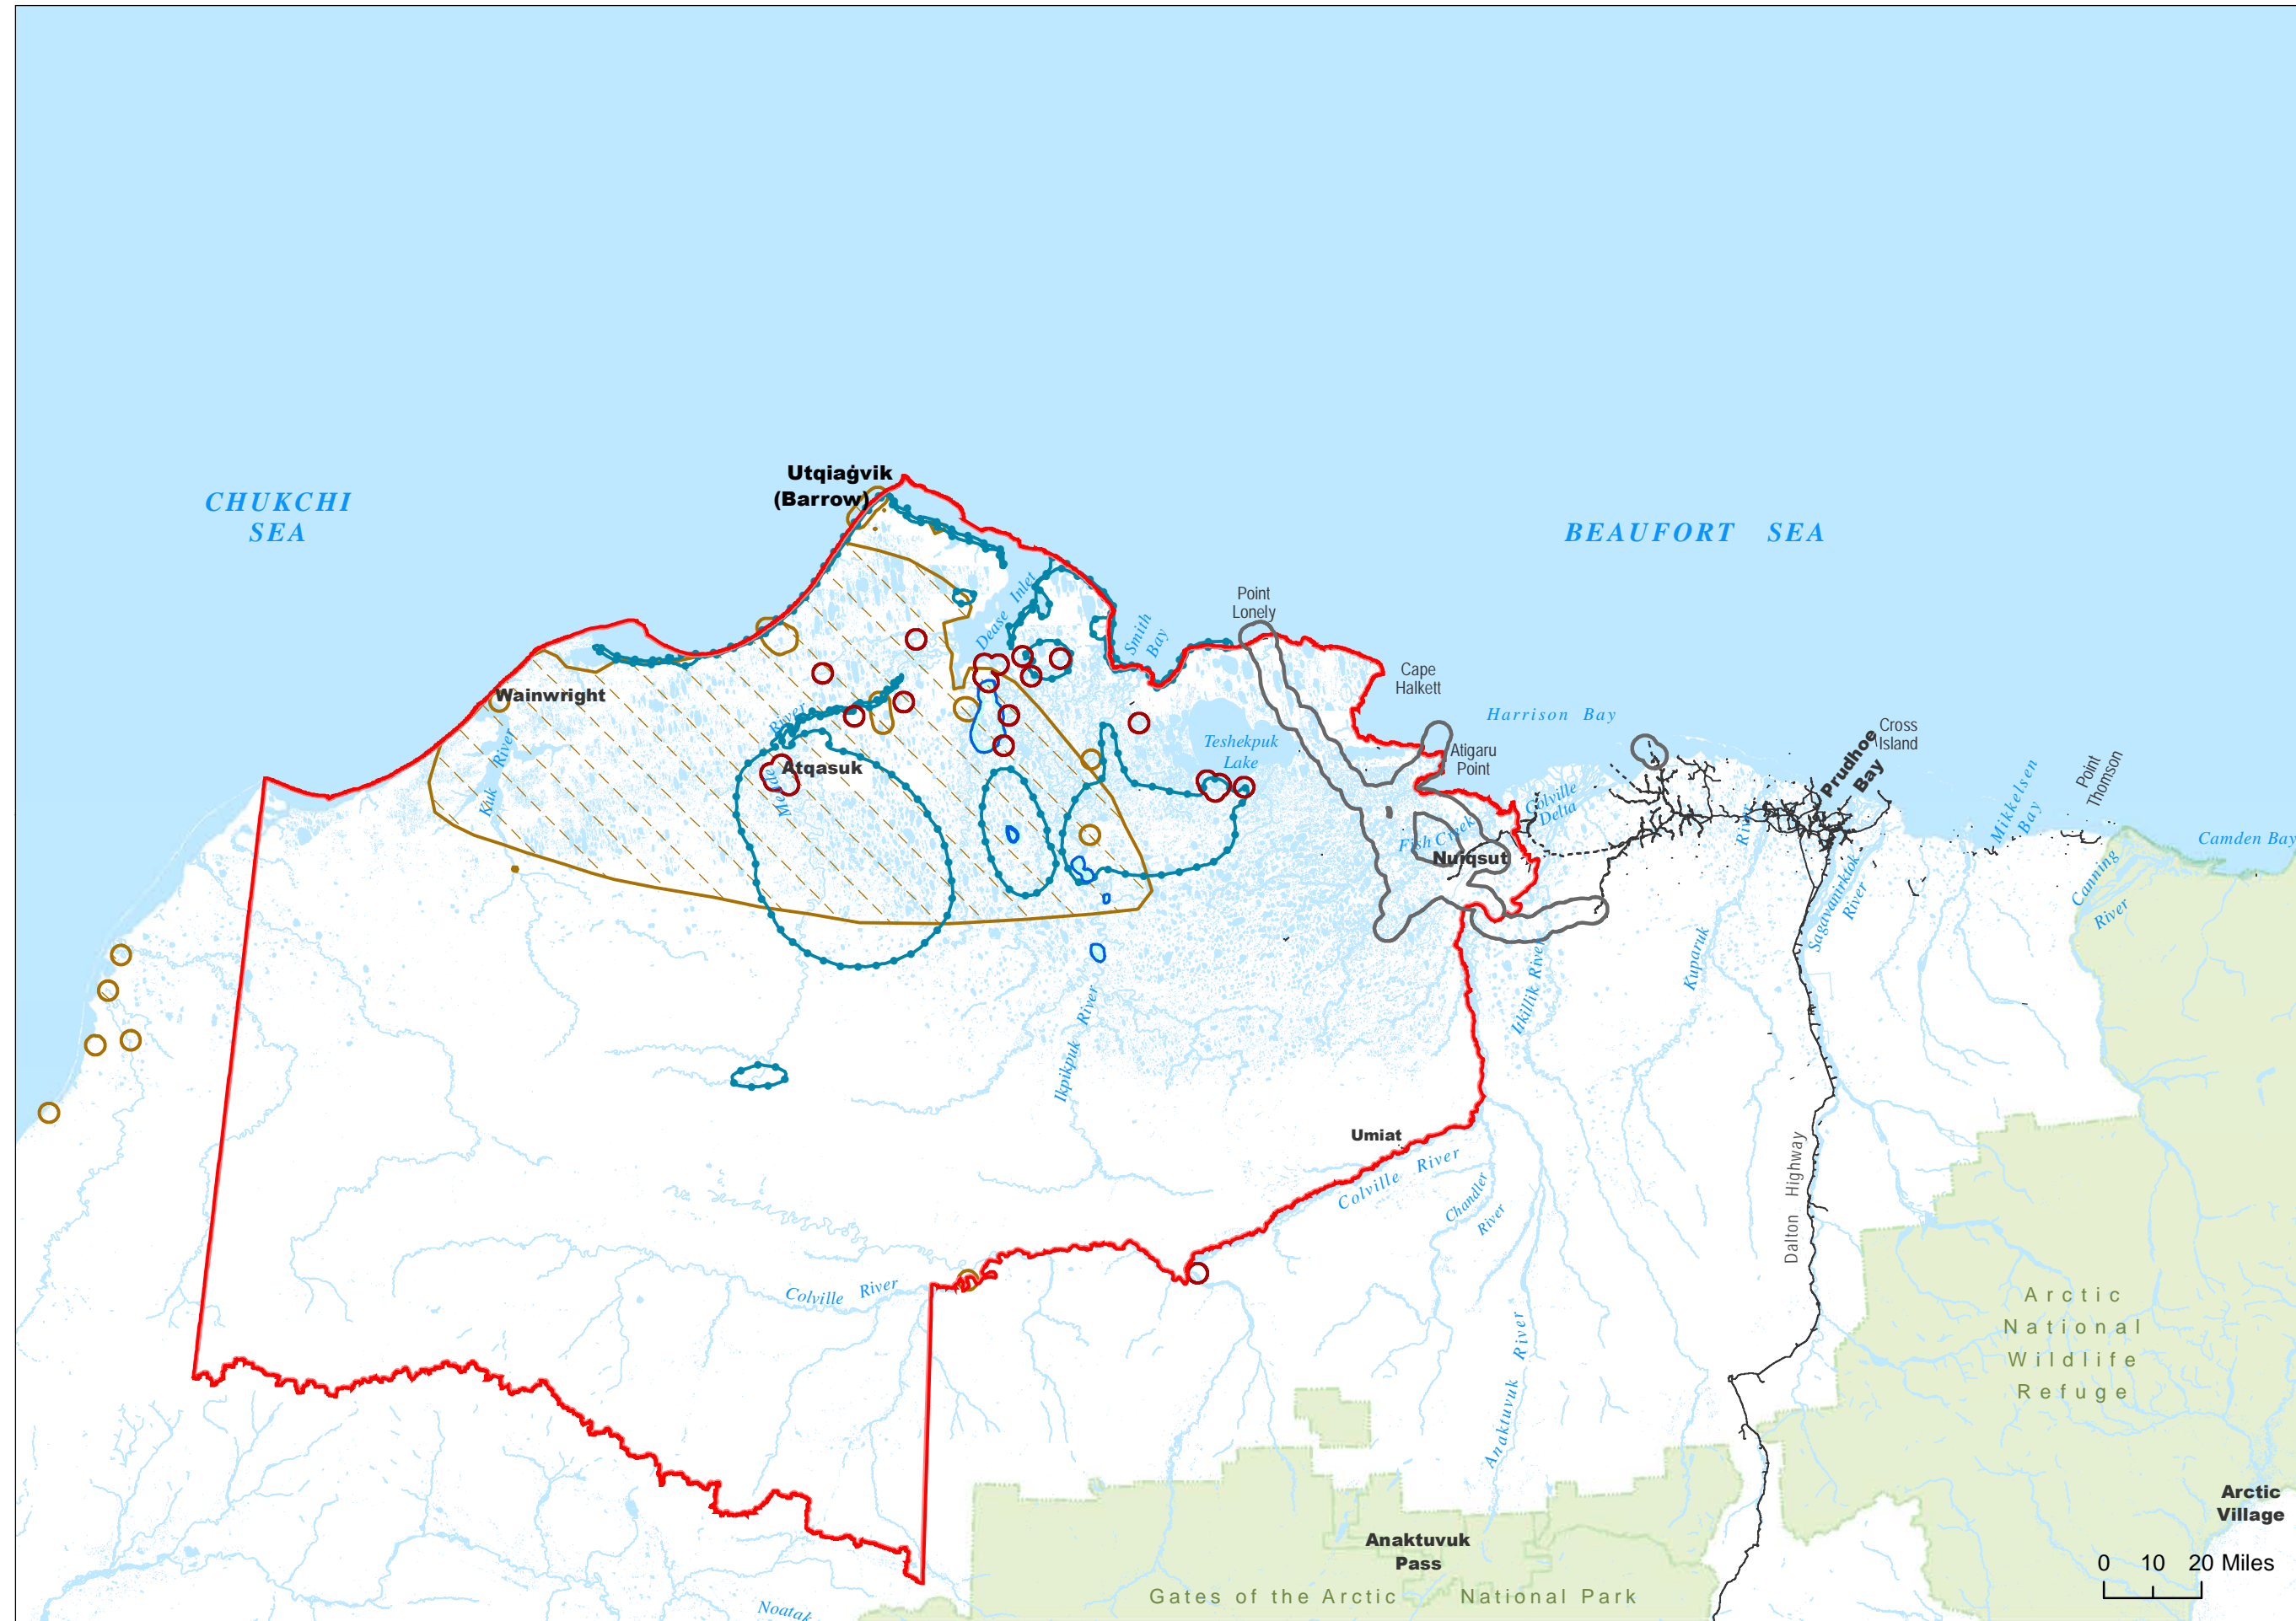 CHUKCHI
SEA
Utqiaġvik
(Barrow)
BEAUFORT SEA
Point
Lonely
Dease Inlet
Smith
Bay
Cape
Halkett
Wainwright
Harrison Bay
River
Meade
Atqasuk
Kuk River
Teshekpuk
Lake
Atigaru
Point
Colville
Delta
Fish Creek
Nuiqsut
Prudhoe
Bay
Cross
Island
Mikkelsen
Bay
Point
Thomson
Camden Bay
Canning
River
River
Kuparuk
Sagavanirktok
River
Itkillik River
Ikpikpuk River
Umiat
Colville River
Chandler
River
Dalton Highway
Colville River
Anaktuvuk River
Arctic
National
Wildlife
Refuge
Arctic
Village
Anaktuvuk
Pass
Gates of the Arctic National Park
Noatak
0 10 20 Miles